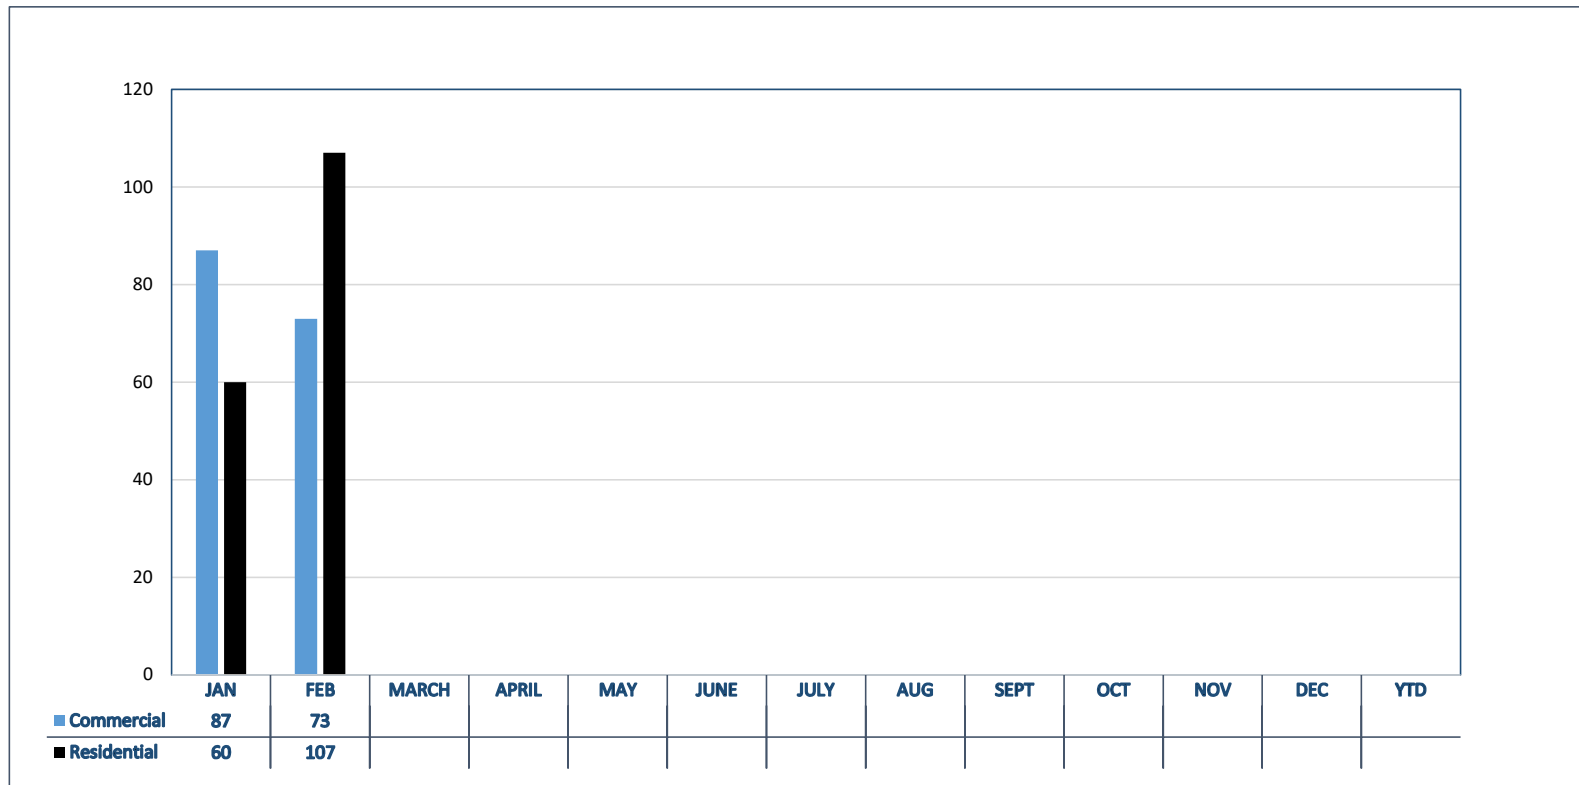 120
100
80
60
40
20
0
JAN FEB MARCH APRIL MAY JUNE JULY AUG SEPT OCT NOV DEC YTD
Commercial 87 73
Residential 60 107